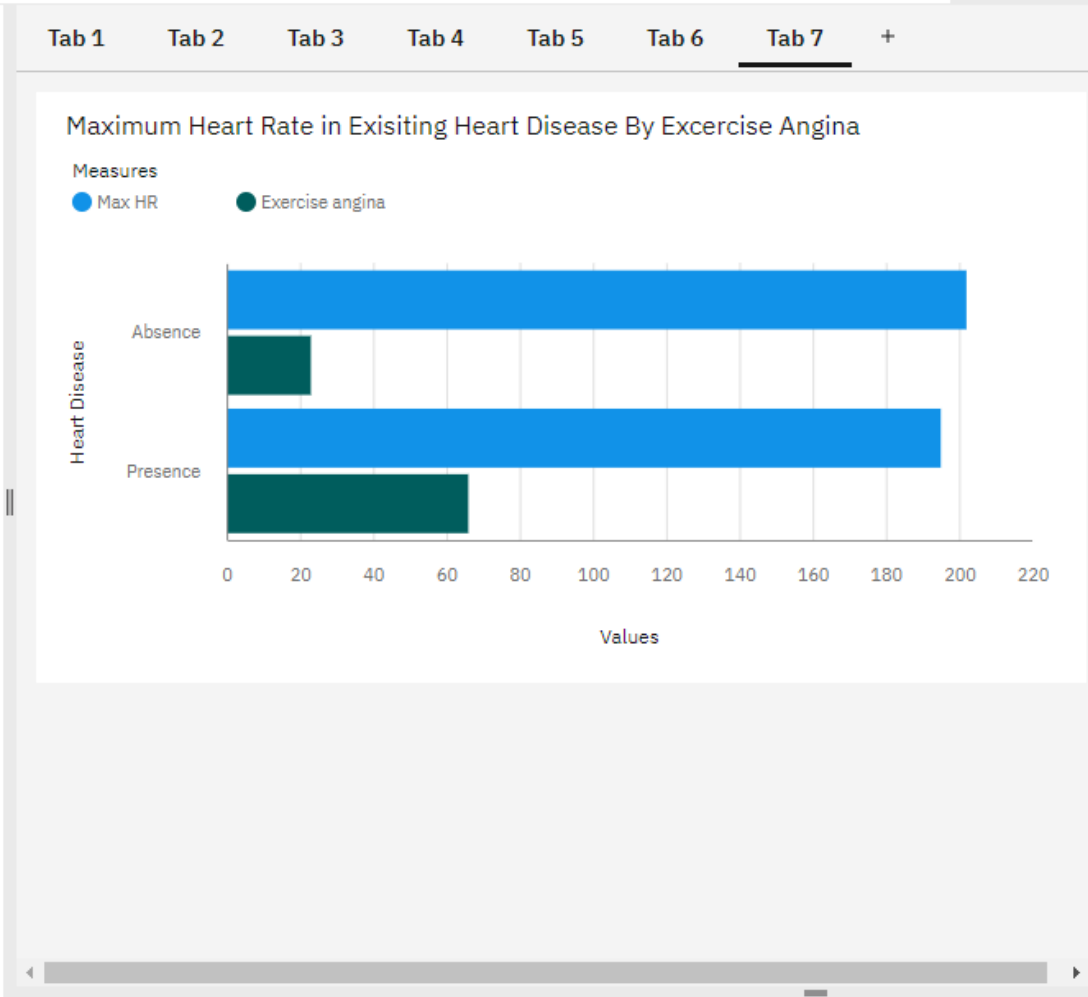 Tab 1 Tab 2 Tab 3 Tab 4 Tab 5 Tab 6 Tab 7 +
Maximum Heart Rate in Exisiting Heart Disease By Excercise Angina
Measures
Max HR Exercise angina
Heart Disease
Absence
Presence
0 20 40 60 80 100 120 140 160 180 200 220
Values